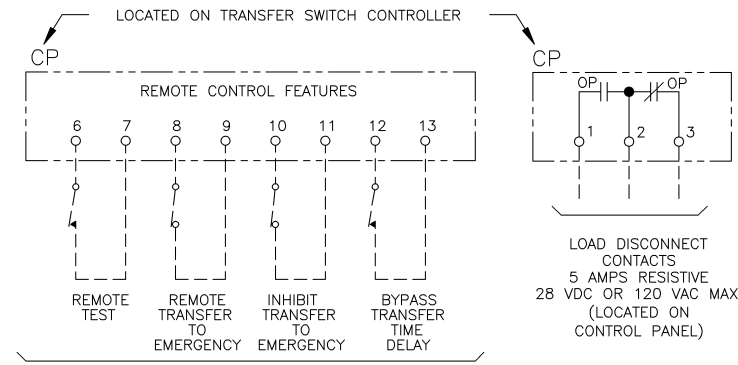 LOCATED ON TRANSFER SWITCH CONTROLLER
CP
REMOTE CONTROL FEATURES
6 7 8 9 10 11 12 13
REMOTE
TEST
REMOTE
TRANSFER
TO
EMERGENCY
INHIBIT
TRANSFER
TO
EMERGENCY
BYPASS
TRANSFER
TIME
DELAY
CP
OP OP
1 2 3
LOAD DISCONNECT
CONTACTS
5 AMPS RESISTIVE
28 VDC OR 120 VAC MAX
(LOCATED ON
CONTROL PANEL)